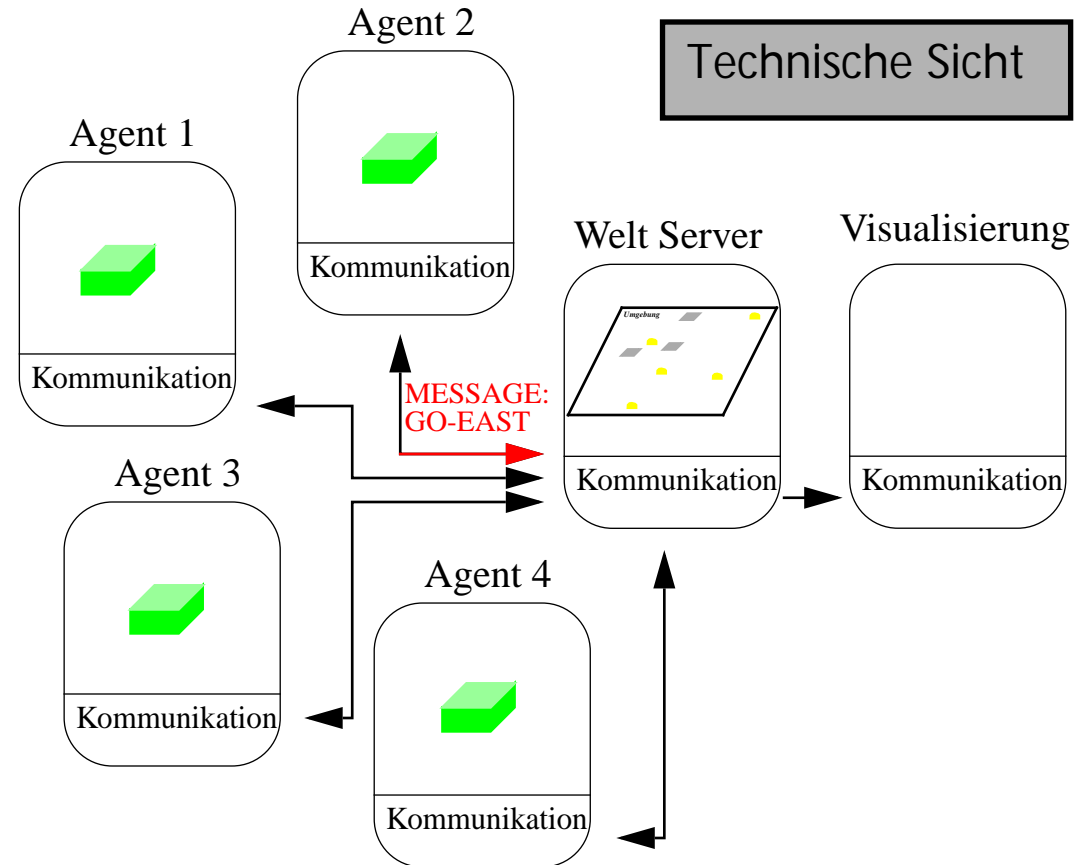 Agent 2
Technische Sicht
Agent 1
Kommunikation
Welt Server
Visualisierung
Umgebung
Kommunikation
MESSAGE:
GO-EAST
Agent 3
Kommunikation
Kommunikation
Agent 4
Kommunikation
Kommunikation